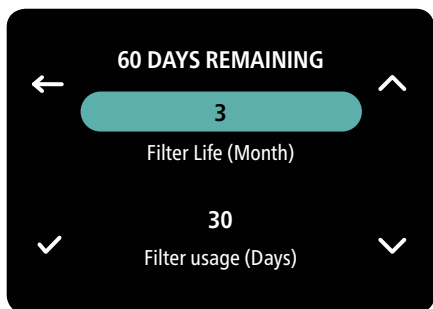 60 DAYS REMAINING
3
Filter Life (Month)
30
Filter usage (Days)